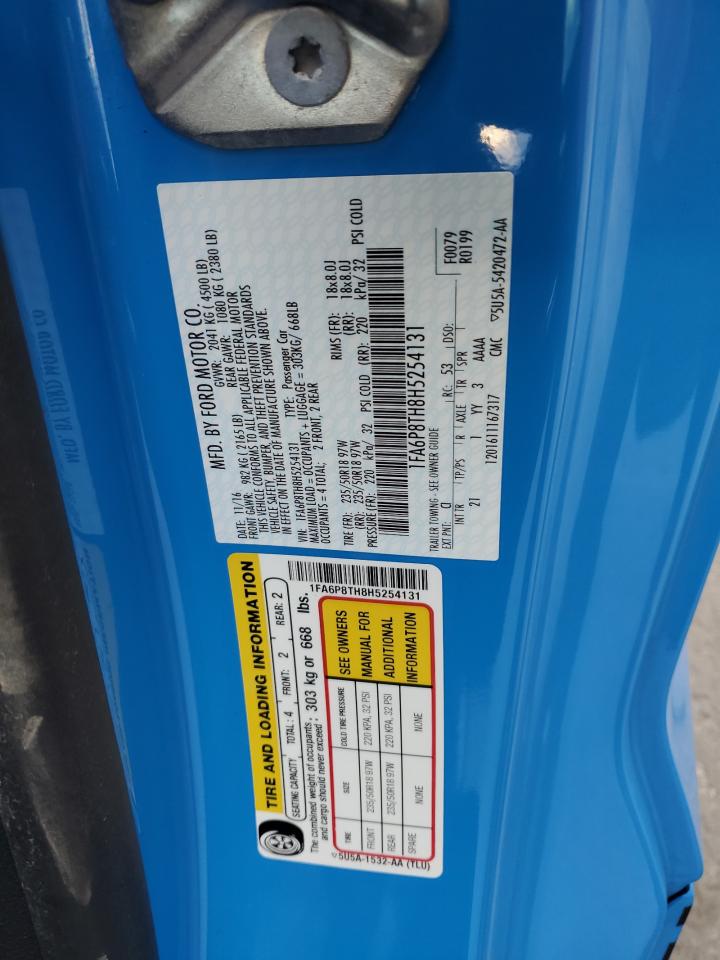 MFD. BY FORD MOTOR CO.
DATE: 11/16 GVWR: 2041 KG ( 4500 LB)
FRONT GAWR: 982 KG ( 2165 LB) REAR GAWR: 1080 KG ( 2380 LB)
THIS VEHICLE CONFORMS TO ALL APPLICABLE FEDERAL MOTOR
VEHICLE SAFETY, BUMPER, AND THEFT PREVENTION STANDARDS
IN EFFECT ON THE DATE OF MANUFACTURE SHOWN ABOVE.
VIN: 1FA6P8TH8H5254131 TYPE: Passenger Car
MAXIMUM LOAD = OCCUPANTS + LUGGAGE = 303KG/ 668LB
OCCUPANTS = 4 TOTAL; 2 FRONT, 2 REAR
TIRE (FR): 235/50R18 97W RIMS (FR): 18x8.0J
(RR): 235/50R18 97W (RR): 18x8.0J
PRESSURE (FR): 220 kPa/ 32 PSI COLD (RR): 220 kPa/ 32 PSI COLD
1FA6P8TH8H5254131
F0079
R0199
TRAILER TOWING - SEE OWNER GUIDE
EXT PNT: CI RC: 53 DSO:
INT TR TP/PS R AXLE TR SPR
21 1 YY 3 AAAA
1201611167317 CMC
5U5A-5420472-AA
TIRE AND LOADING INFORMATION
SEATING CAPACITY TOTAL : 4 FRONT: 2 REAR: 2
The combined weight of occupants and cargo should never exceed : 303 kg or 668 lbs.
1FA6P8TH8H5254131
TIRE SIZE COLD TIRE PRESSURE
FRONT 235/50R18 97W 220 KPA, 32 PSI
REAR 235/50R18 97W 220 KPA, 32 PSI
SPARE NONE NONE
SEE OWNERS
MANUAL FOR
ADDITIONAL
INFORMATION
5U5A-1532-AA (TLU)